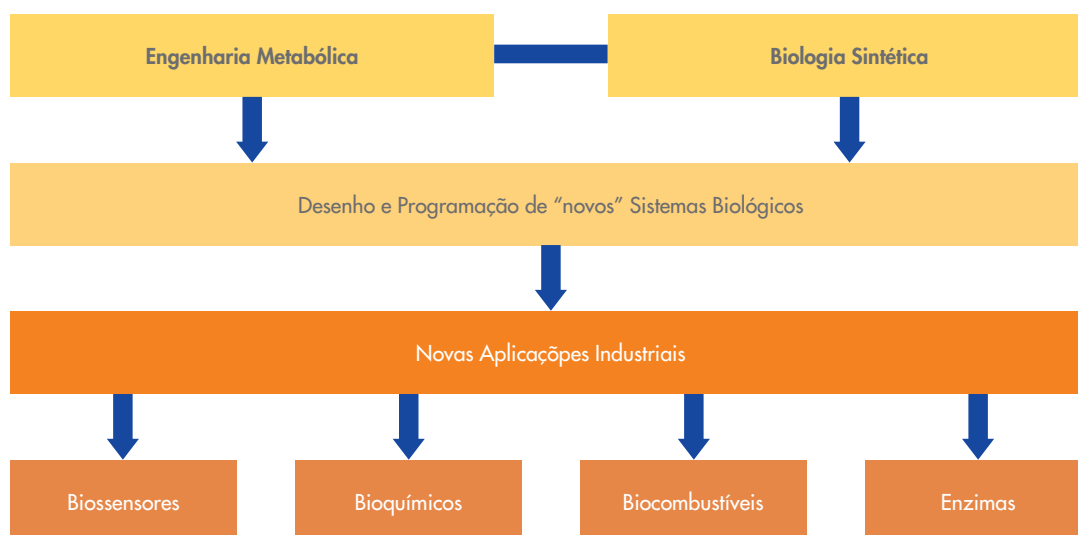 Engenharia Metabólica
Biologia Sintética
Desenho e Programação de “novos” Sistemas Biológicos
Novas Aplicaçõpes Industriais
Biossensores
Bioquímicos
Biocombustíveis
Enzimas